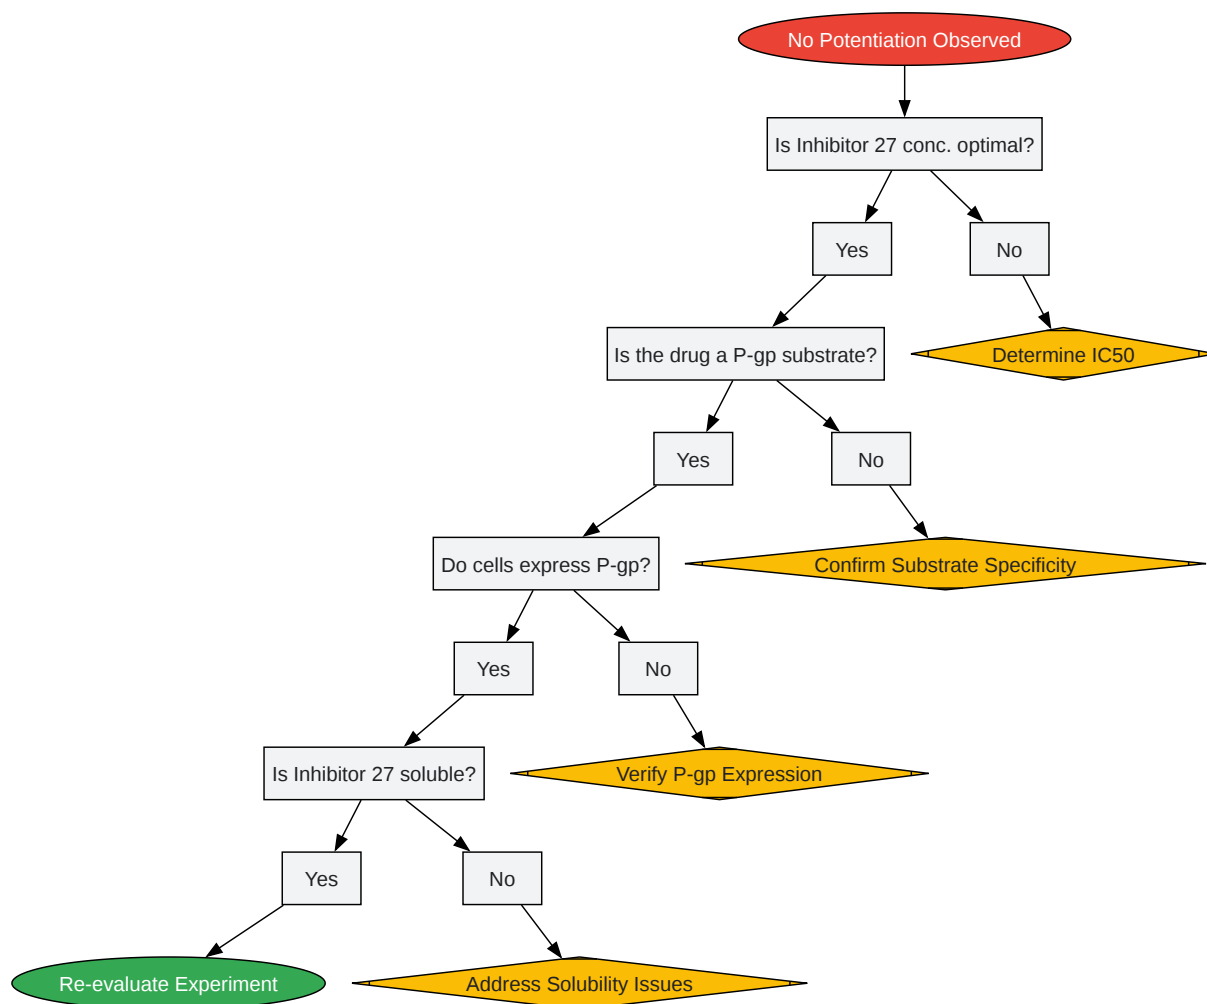 No Potentiation Observed
Is Inhibitor 27 conc. optimal?
Yes
No
Is the drug a P-gp substrate?
Determine IC50
Yes
No
Do cells express P-gp?
Confirm Substrate Specificity
Yes
No
Is Inhibitor 27 soluble?
Verify P-gp Expression
Yes
No
Re-evaluate Experiment
Address Solubility Issues